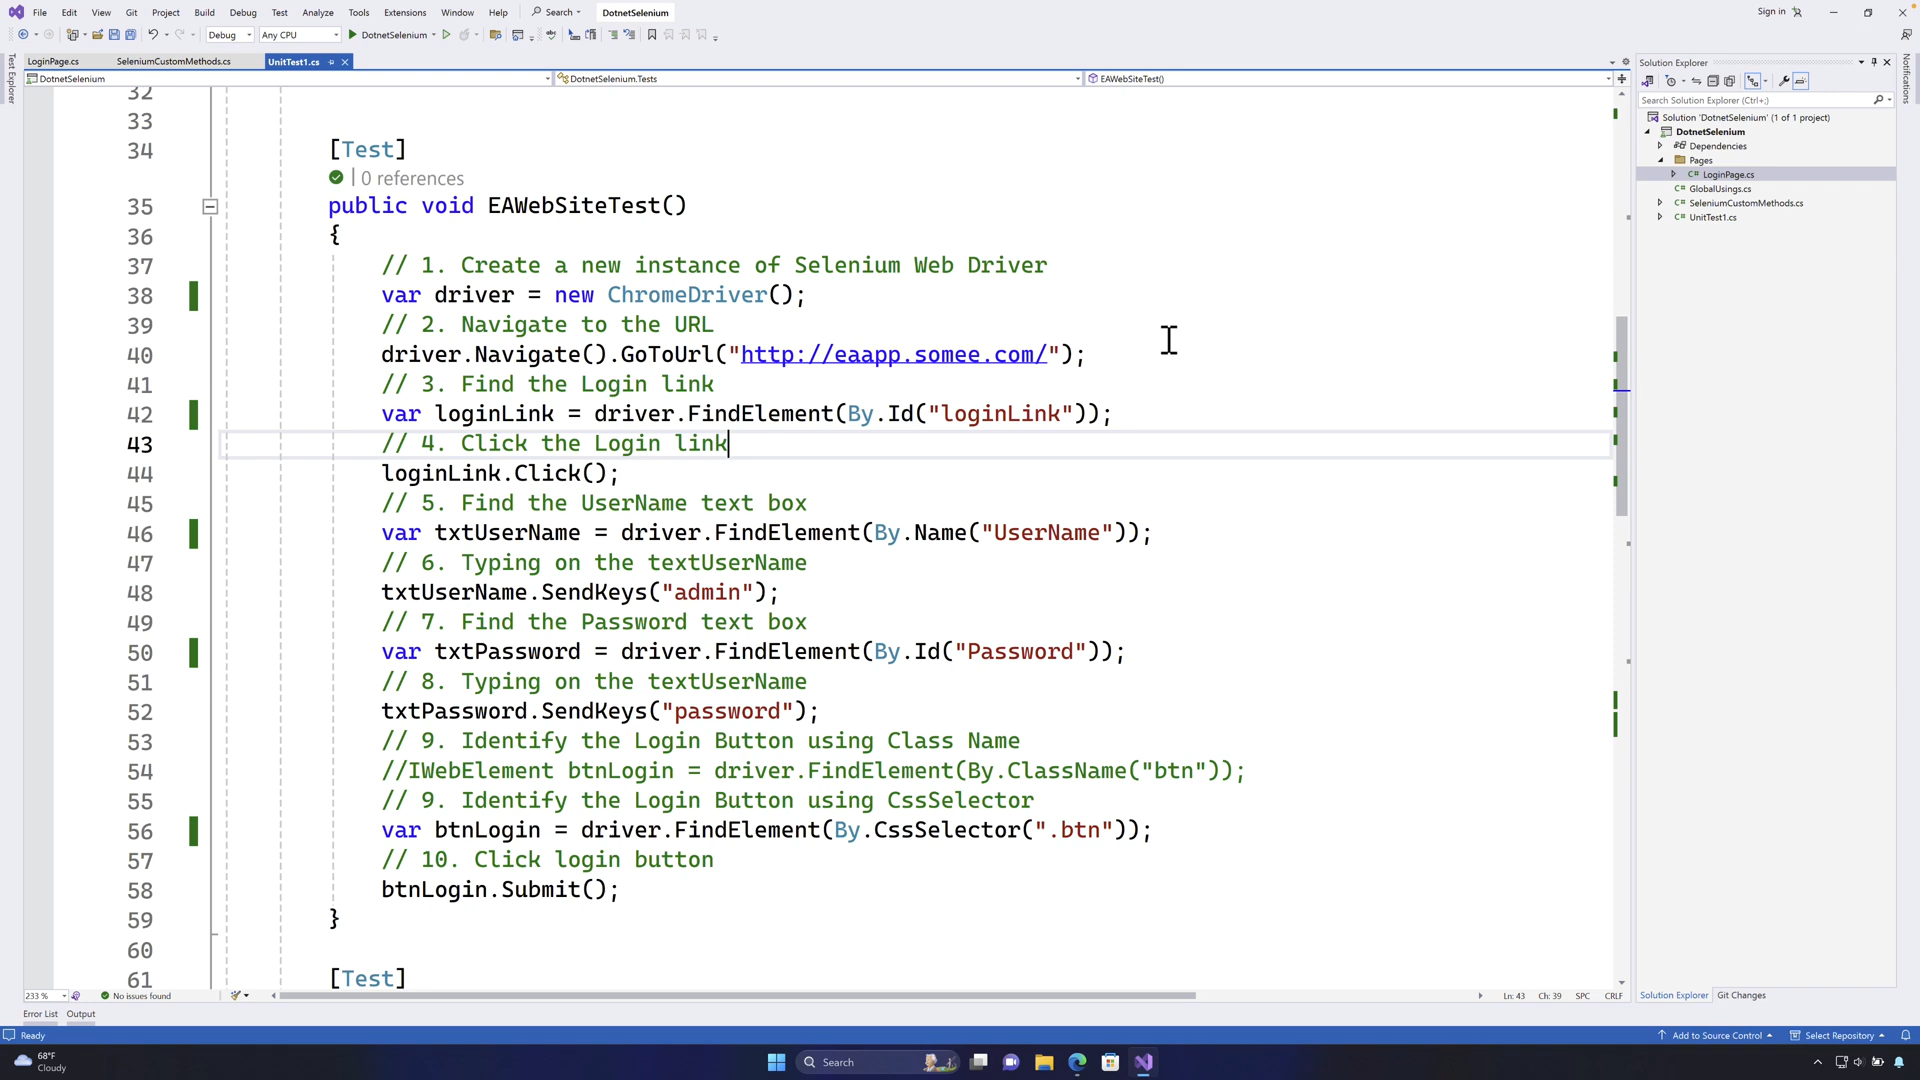 File Edit View Git Project Build Debug Test Analyze Tools Extensions Window Help Search DotnetSelenium Sign in
Debug Any CPU DotnetSelenium
LoginPage.cs SeleniumCustomMethods.cs UnitTest1.cs
DotnetSelenium DotnetSelenium.Tests EAWebSiteTest()
Test Explorer
32
33
34 [Test]
0 references
35 public void EAWebSiteTest()
36 {
37 // 1. Create a new instance of Selenium Web Driver
38 var driver = new ChromeDriver();
39 // 2. Navigate to the URL
40 driver.Navigate().GoToUrl("http://eaapp.somee.com/");
41 // 3. Find the Login link
42 var loginLink = driver.FindElement(By.Id("loginLink"));
43 // 4. Click the Login link
44 loginLink.Click();
45 // 5. Find the UserName text box
46 var txtUserName = driver.FindElement(By.Name("UserName"));
47 // 6. Typing on the textUserName
48 txtUserName.SendKeys("admin");
49 // 7. Find the Password text box
50 var txtPassword = driver.FindElement(By.Id("Password"));
51 // 8. Typing on the textUserName
52 txtPassword.SendKeys("password");
53 // 9. Identify the Login Button using Class Name
54 //IWebElement btnLogin = driver.FindElement(By.ClassName("btn"));
55 // 9. Identify the Login Button using CssSelector
56 var btnLogin = driver.FindElement(By.CssSelector(".btn"));
57 // 10. Click login button
58 btnLogin.Submit();
59 }
60
61 [Test]
233 % No issues found Ln: 43 Ch: 39 SPC CRLF
Error List Output
Solution Explorer
Search Solution Explorer (Ctrl+;)
Solution 'DotnetSelenium' (1 of 1 project)
DotnetSelenium
Dependencies
Pages
LoginPage.cs
GlobalUsings.cs
SeleniumCustomMethods.cs
UnitTest1.cs
Solution Explorer Git Changes
Notifications
Ready Add to Source Control Select Repository
68°F
Cloudy
Search